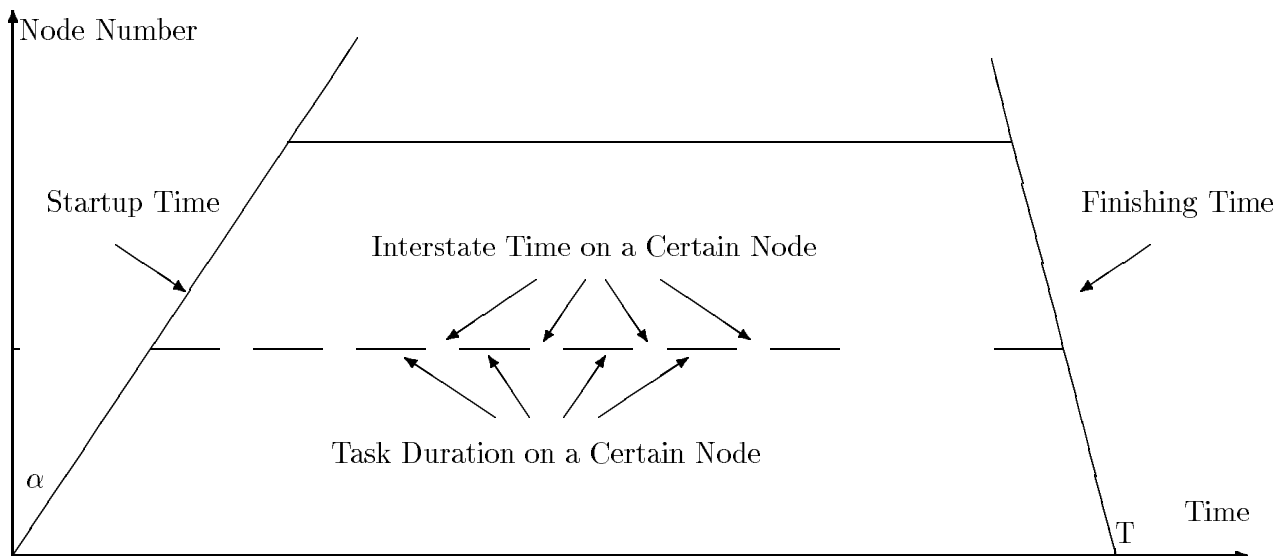 Node Number
Startup Time
Finishing Time
Interstate Time on a Certain Node
Task Duration on a Certain Node
α
Time
T